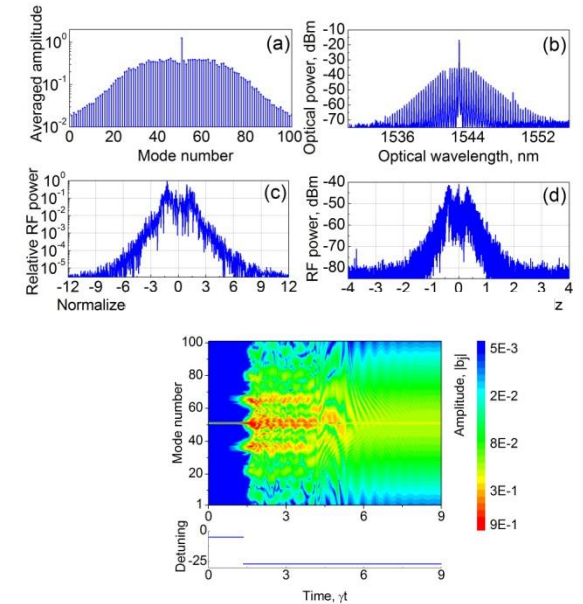 (a)
Averaged amplitude
10^0
10^-1
10^-2
0 20 40 60 80 100
Mode number
(b)
Optical power, dBm
-10
-30
-50
-70
1536 1544 1552
Optical wavelength, nm
(c)
Relative RF power
10^0
10^-1
10^-2
10^-3
10^-4
10^-5
-12 -9 -6 -3 0 3 6 9 12
Normalize
(d)
RF power, dBm
-40
-50
-60
-70
-80
-4 -3 -2 -1 0 1 2 3 4
z
Mode number
100
80
60
40
20
1
0 3 6 9
Amplitude, |bj|
5E-3
2E-2
8E-2
3E-1
9E-1
Detuning
0
-25
0 3 6 9
Time, γt